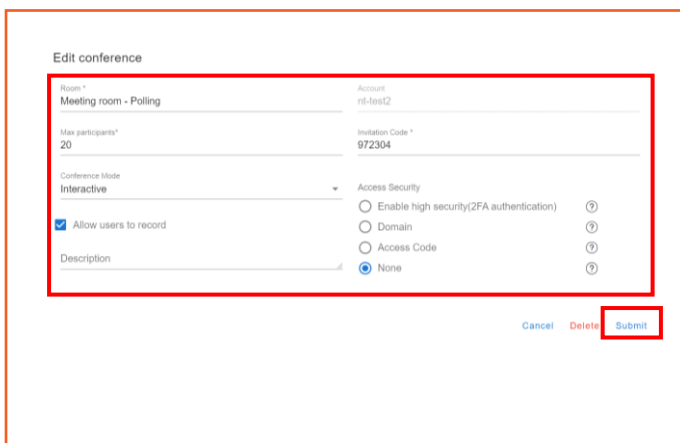 Edit conference
Room *
Meeting room - Polling
Account
nt-test2
Max participants*
20
Invitation Code *
972304
Conference Mode
Interactive
Access Security
Enable high security(2FA authentication)
Allow users to record
Domain
Access Code
Description
None
Cancel Delete Submit